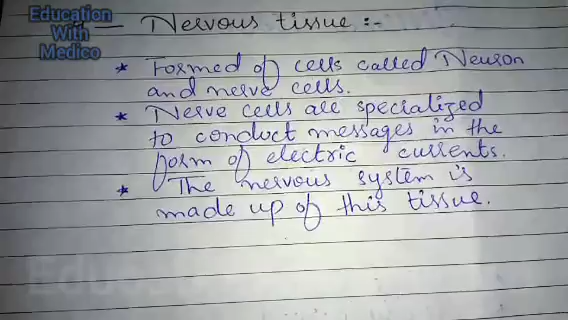 Education
With
Medico
— Nervous tissue :-
* Formed of cells called Neuron
and nerve cells.
* Nerve cells are specialized
to conduct messages in the
form of electric currents.
* The nervous system is
made up of this tissue.